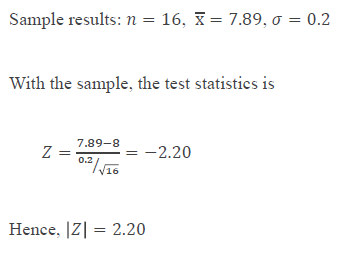 Sample results: n = 16, x̅ = 7.89, σ = 0.2
With the sample, the test statistics is
Z = 7.89−8 / 0.2/√16 = −2.20
Hence, |Z| = 2.20